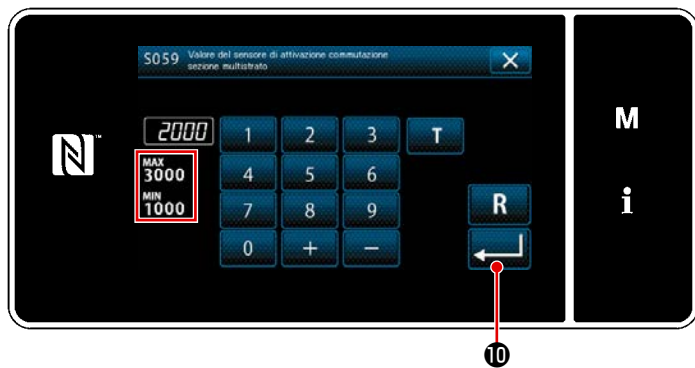 S059 Valore del sensore di attivazione commutazione
sezione multistrato
2000
1 2 3 T
MAX
3000
4 5 6
MIN
1000
7 8 9 R
0 + −
M
i
N
⓾